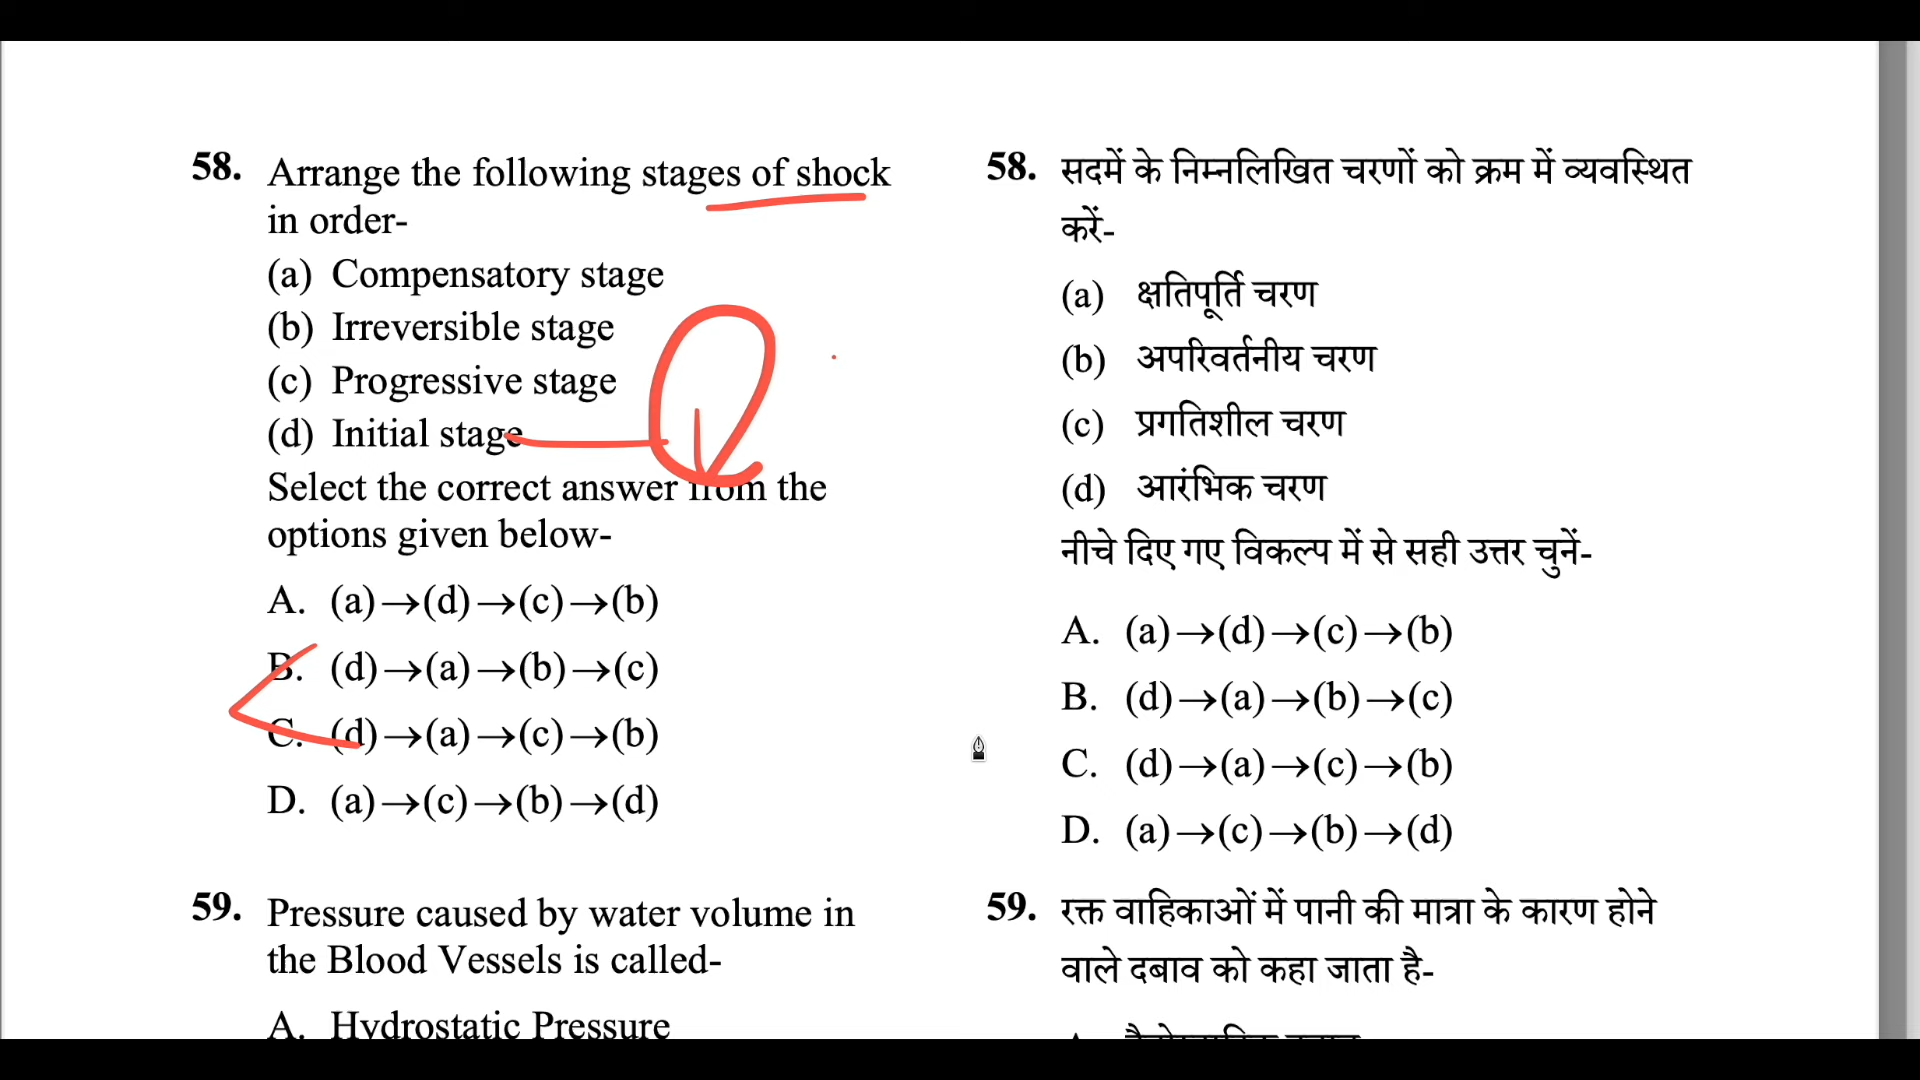 58. Arrange the following stages of shock
in order-
(a) Compensatory stage
(b) Irreversible stage
(c) Progressive stage
(d) Initial stage
Select the correct answer from the
options given below-
A. (a)→(d)→(c)→(b)
B. (d)→(a)→(b)→(c)
C. (d)→(a)→(c)→(b)
D. (a)→(c)→(b)→(d)
59. Pressure caused by water volume in
the Blood Vessels is called-
A. Hydrostatic Pressure
58. सदमें के निम्नलिखित चरणों को क्रम में व्यवस्थित
करें-
(a) क्षतिपूर्ति चरण
(b) अपरिवर्तनीय चरण
(c) प्रगतिशील चरण
(d) आरंभिक चरण
नीचे दिए गए विकल्प में से सही उत्तर चुनें-
A. (a)→(d)→(c)→(b)
B. (d)→(a)→(b)→(c)
C. (d)→(a)→(c)→(b)
D. (a)→(c)→(b)→(d)
59. रक्त वाहिकाओं में पानी की मात्रा के कारण होने
वाले दबाव को कहा जाता है-